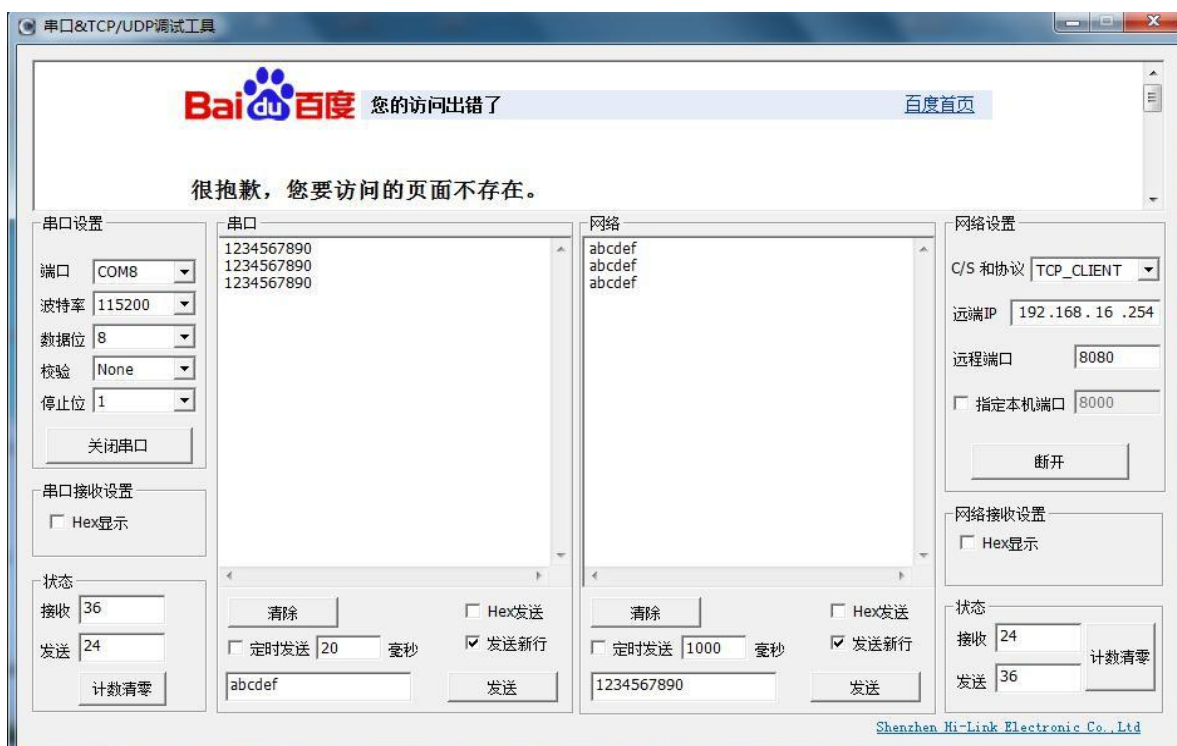 串口&TCP/UDP调试工具
Bai du 百度 您的访问出错了 百度首页
很抱歉，您要访问的页面不存在。
串口设置
端口 COM8
波特率 115200
数据位 8
校验 None
停止位 1
关闭串口
串口接收设置
Hex显示
状态
接收 36
发送 24
计数清零
串口
1234567890
1234567890
1234567890
清除 Hex发送
定时发送 20 毫秒 发送新行
abcdef 发送
网络
abcdef
abcdef
abcdef
清除 Hex发送
定时发送 1000 毫秒 发送新行
1234567890 发送
网络设置
C/S 和协议 TCP_CLIENT
远端IP 192.168.16.254
远程端口 8080
指定本机端口 8000
断开
网络接收设置
Hex显示
状态
接收 24
发送 36
计数清零
Shenzhen Hi-Link Electronic Co.,Ltd